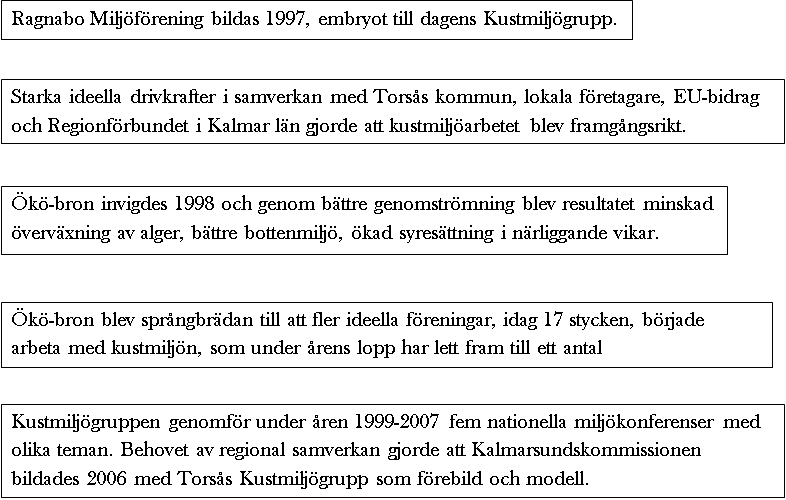 Ragnabo Miljöförening bildas 1997, embryot till dagens Kustmiljögrupp.
Starka ideella drivkrafter i samverkan med Torsås kommun, lokala företagare, EU-bidrag
och Regionförbundet i Kalmar län gjorde att kustmiljöarbetet blev framgångsrikt.
Ökö-bron invigdes 1998 och genom bättre genomströmning blev resultatet minskad
överväxning av alger, bättre bottenmiljö, ökad syresättning i närliggande vikar.
Ökö-bron blev språngbrädan till att fler ideella föreningar, idag 17 stycken, började
arbeta med kustmiljön, som under årens lopp har lett fram till ett antal
Kustmiljögruppen genomför under åren 1999-2007 fem nationella miljökonferenser med
olika teman. Behovet av regional samverkan gjorde att Kalmarsundskommissionen
bildades 2006 med Torsås Kustmiljögrupp som förebild och modell.